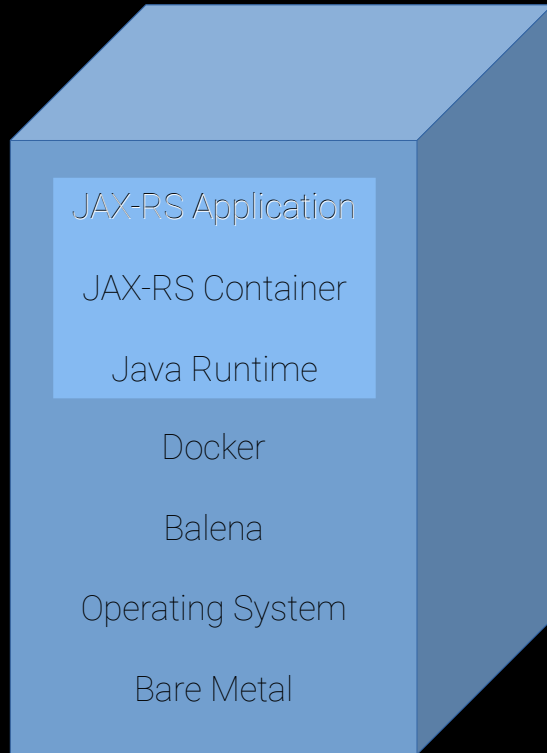 JAX-RS Application
JAX-RS Container
Java Runtime
Docker
Balena
Operating System
Bare Metal